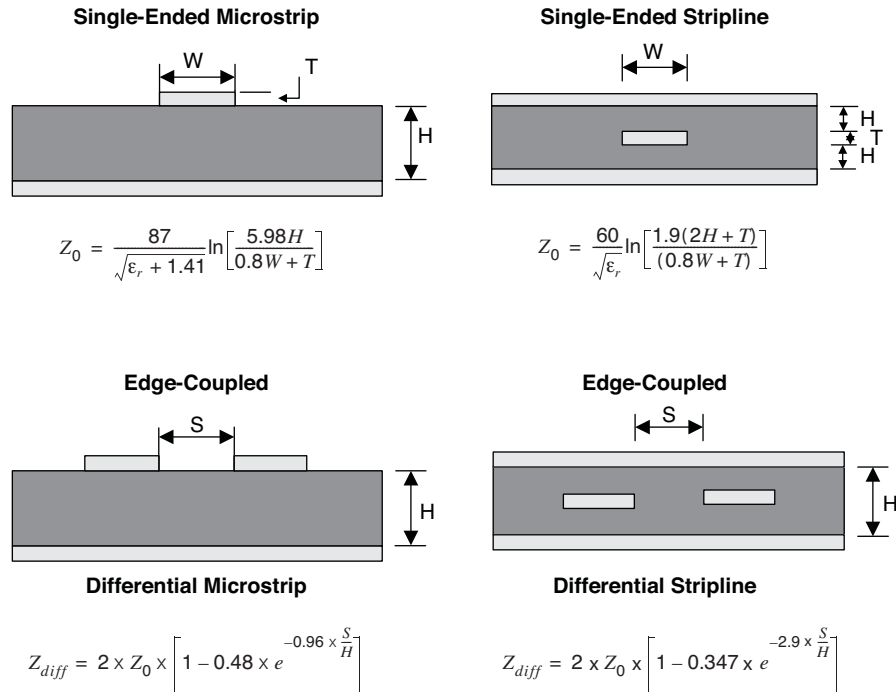 Single-Ended Microstrip
W
T
H
Z0 = 87 / √(εr + 1.41) ln[5.98H / 0.8W + T]
Single-Ended Stripline
W
H
T
H
Z0 = 60 / √εr ln[1.9(2H + T) / (0.8W + T)]
Edge-Coupled
S
H
Differential Microstrip
Zdiff = 2 × Z0 × [1 – 0.48 × e^(–0.96 × S/H)]
Edge-Coupled
S
H
Differential Stripline
Zdiff = 2 x Z0 x [1 – 0.347 x e^(–2.9 × S/H)]